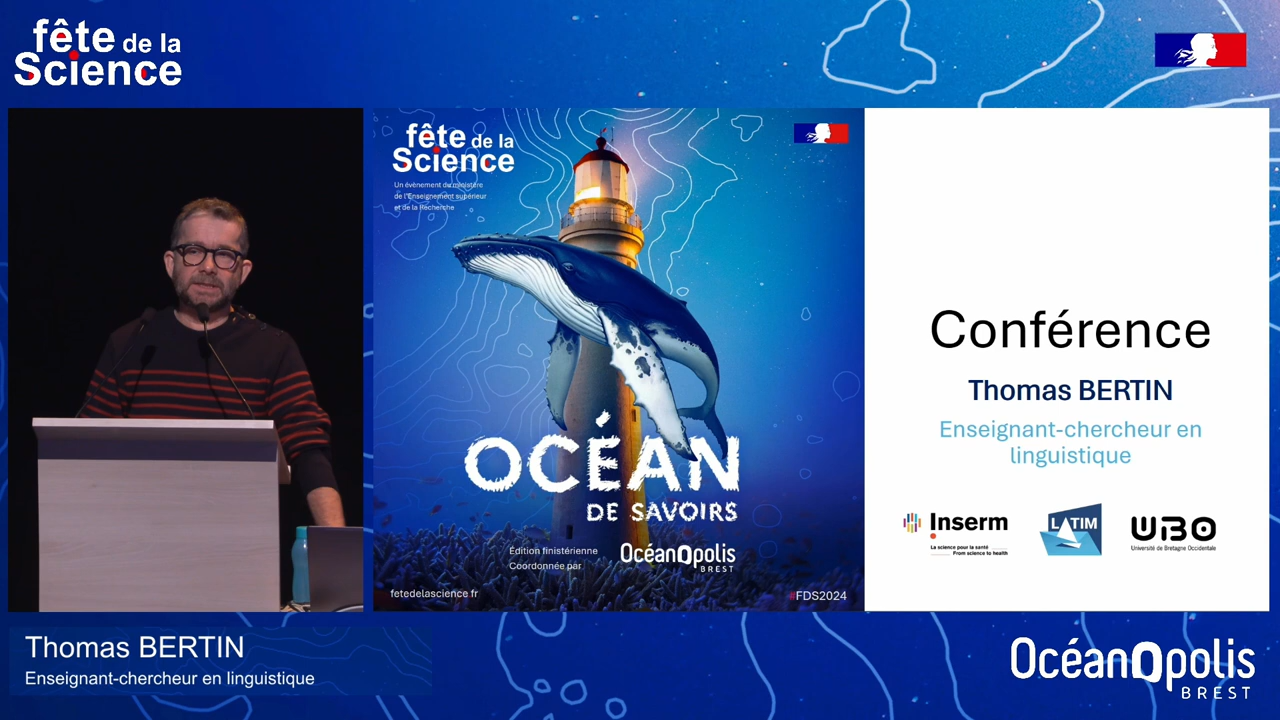 fête de la
Science
fête de la
Science
Un évènement du ministère
de l'Enseignement supérieur
et de la Recherche
OCÉAN
DE SAVOIRS
Édition finistérienne
Coordonnée par
OcéanOpolis
BREST
fetedelascience.fr
#FDS2024
Conférence
Thomas BERTIN
Enseignant-chercheur en
linguistique
Inserm
La science pour la santé
From science to health
LATIM
UBO
Université de Bretagne Occidentale
Thomas BERTIN
Enseignant-chercheur en linguistique
OcéanOpolis
BREST